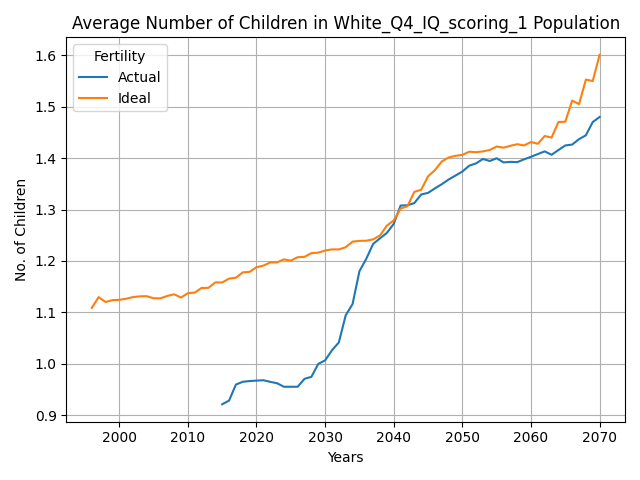 Average Number of Children in White_Q4_IQ_scoring_1 Population
Fertility
Actual
Ideal
No. of Children
1.6
1.5
1.4
1.3
1.2
1.1
1.0
0.9
2000 2010 2020 2030 2040 2050 2060 2070
Years